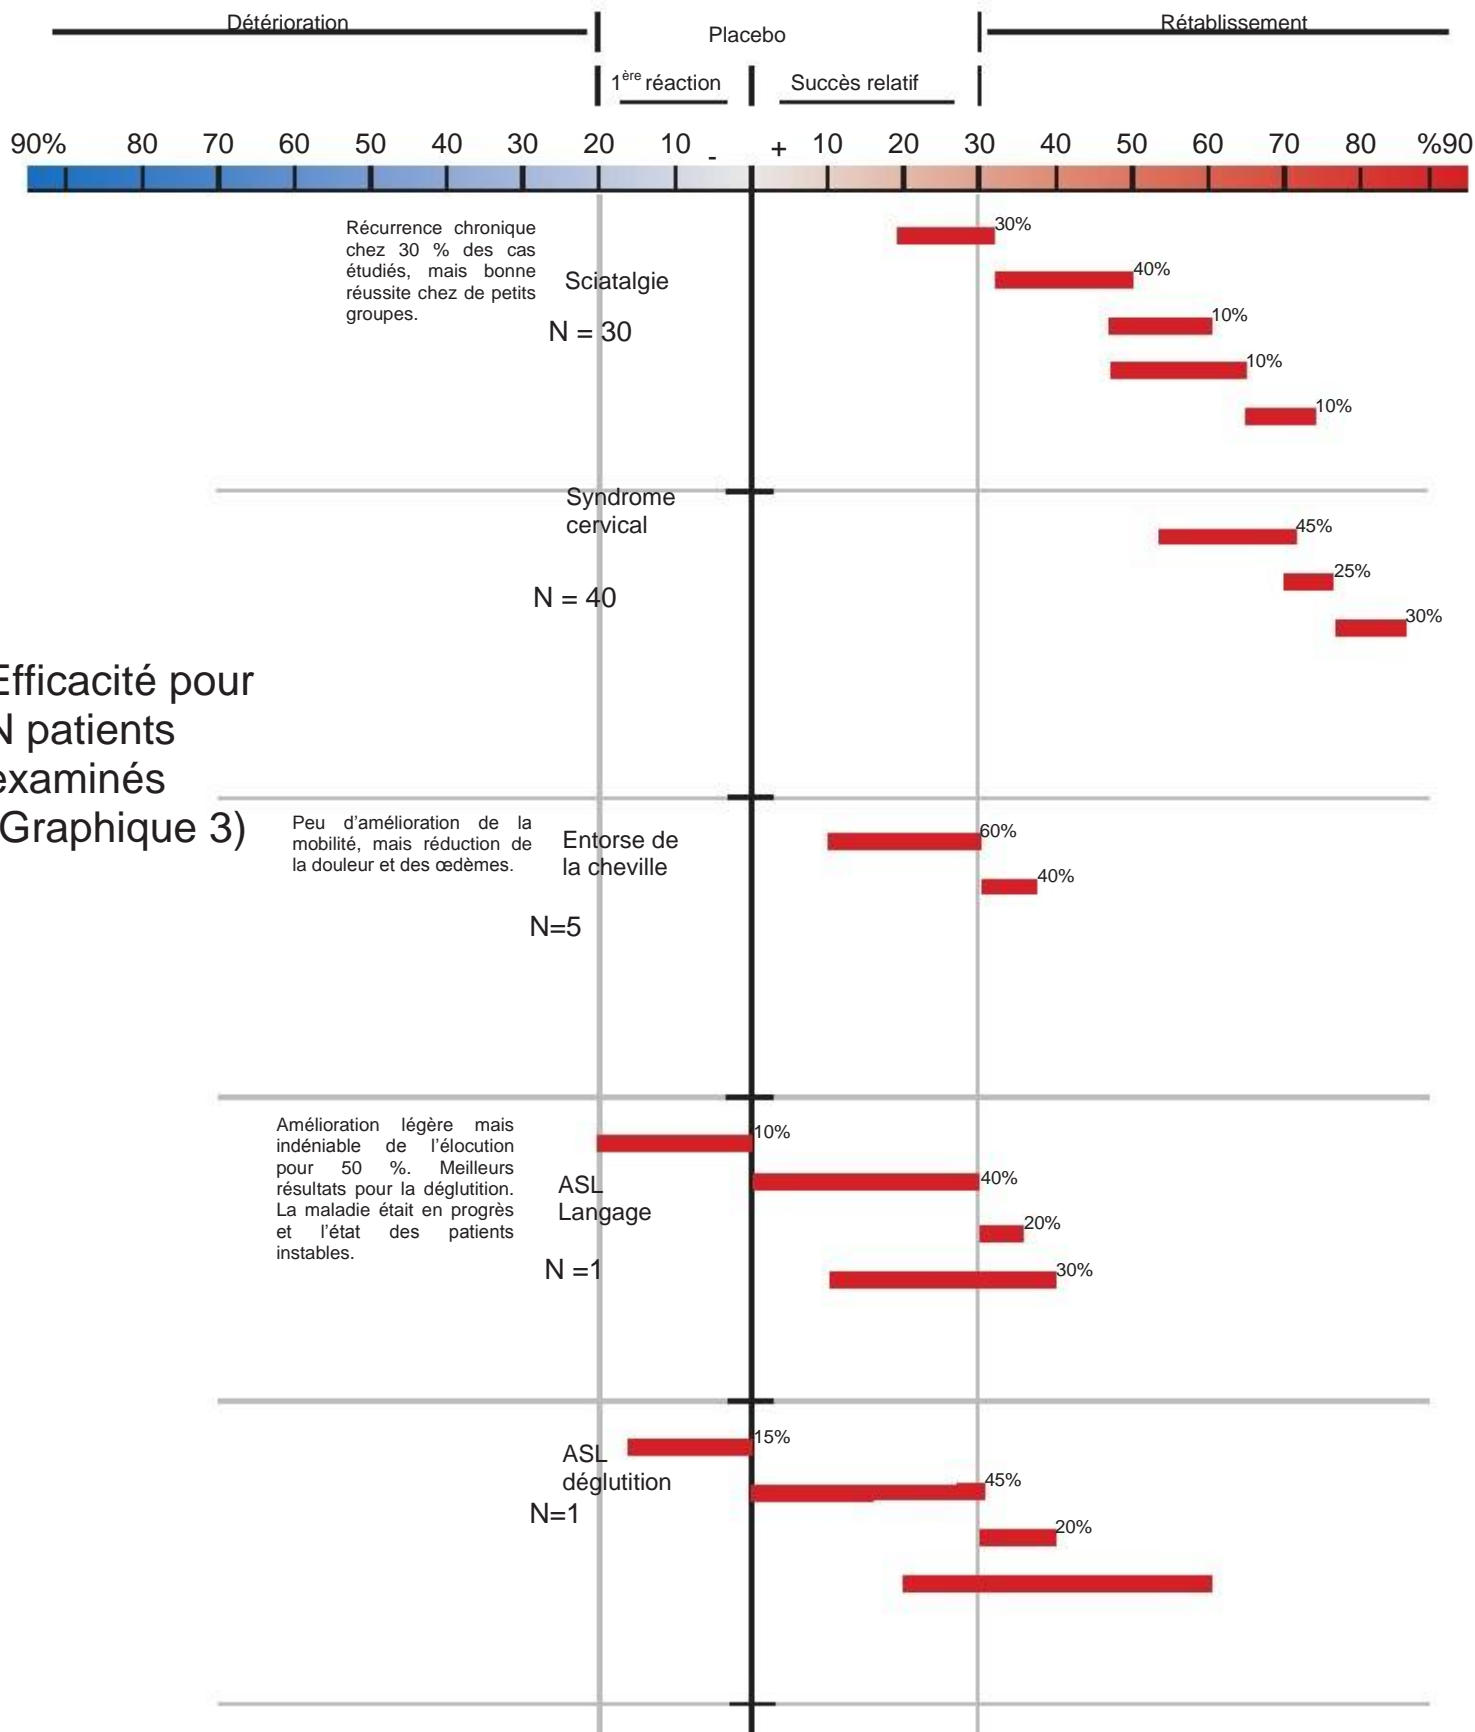 Détérioration
Placebo
Rétablissement
1ère réaction
Succès relatif
90% 80 70 60 50 40 30 20 10 - + 10 20 30 40 50 60 70 80 %90
Récurrence chronique
chez 30 % des cas
étudiés, mais bonne
réussite chez de petits
groupes.
Sciatalgie
N = 30
30%
40%
10%
10%
10%
Syndrome
cervical
N = 40
45%
25%
30%
Efficacité pour
N patients
examinés
Graphique 3)
Peu d’amélioration de la
mobilité, mais réduction de
la douleur et des œdèmes.
Entorse de
la cheville
N=5
60%
40%
Amélioration légère mais
indéniable de l’élocution
pour 50 %. Meilleurs
résultats pour la déglutition.
La maladie était en progrès
et l’état des patients
instables.
ASL
Langage
N =1
10%
40%
20%
30%
ASL
déglutition
N=1
15%
45%
20%